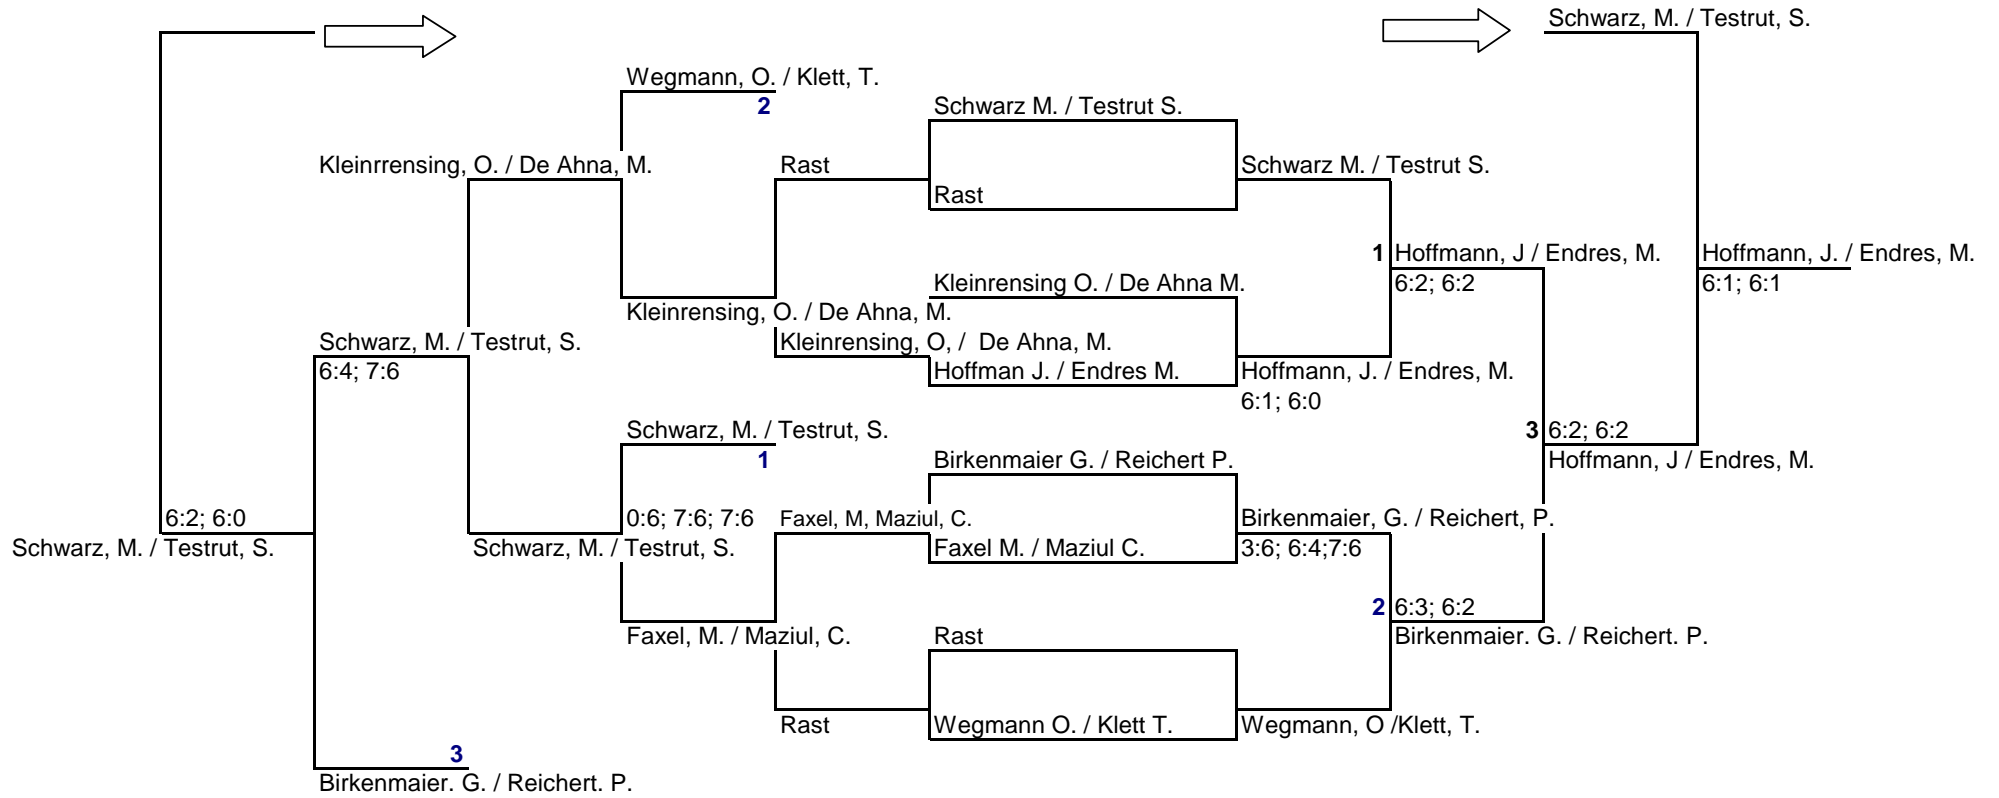 Schwarz, M. / Testrut, S.
Wegmann, O. / Klett, T.
2
Schwarz M. / Testrut S.
Kleinrrensing, O. / De Ahna, M.
Rast
Schwarz M. / Testrut S.
Rast
1
Hoffmann, J / Endres, M.
Hoffmann, J. / Endres, M.
Kleinrensing O. / De Ahna M.
6:2; 6:2
6:1; 6:1
Kleinrensing, O. / De Ahna, M.
Schwarz, M. / Testrut, S.
Kleinrensing, O, / De Ahna, M.
6:4; 7:6
Hoffman J. / Endres M.
Hoffmann, J. / Endres, M.
6:1; 6:0
Schwarz, M. / Testrut, S.
3
6:2; 6:2
1
Birkenmaier G. / Reichert P.
Hoffmann, J / Endres, M.
6:2; 6:0
0:6; 7:6; 7:6
Faxel, M, Maziul, C.
Birkenmaier, G. / Reichert, P.
Schwarz, M. / Testrut, S.
Schwarz, M. / Testrut, S.
Faxel M. / Maziul C.
3:6; 6:4;7:6
2
6:3; 6:2
Faxel, M. / Maziul, C.
Rast
Birkenmaier. G. / Reichert. P.
Rast
Wegmann O. / Klett T.
Wegmann, O /Klett, T.
3
Birkenmaier. G. / Reichert. P.